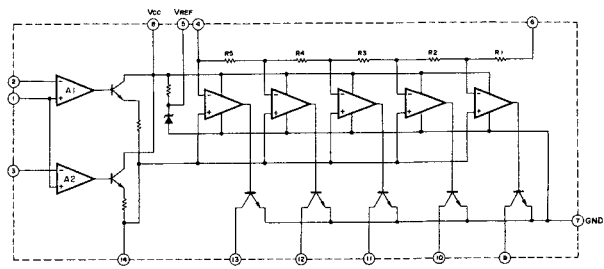 VCC VREF
8 5 4 6
R5 R4 R3 R2 R1
2 - A1
1 +
- + - + - + - + - +
3 - A2
+
7 GND
14 13 12 11 10 9